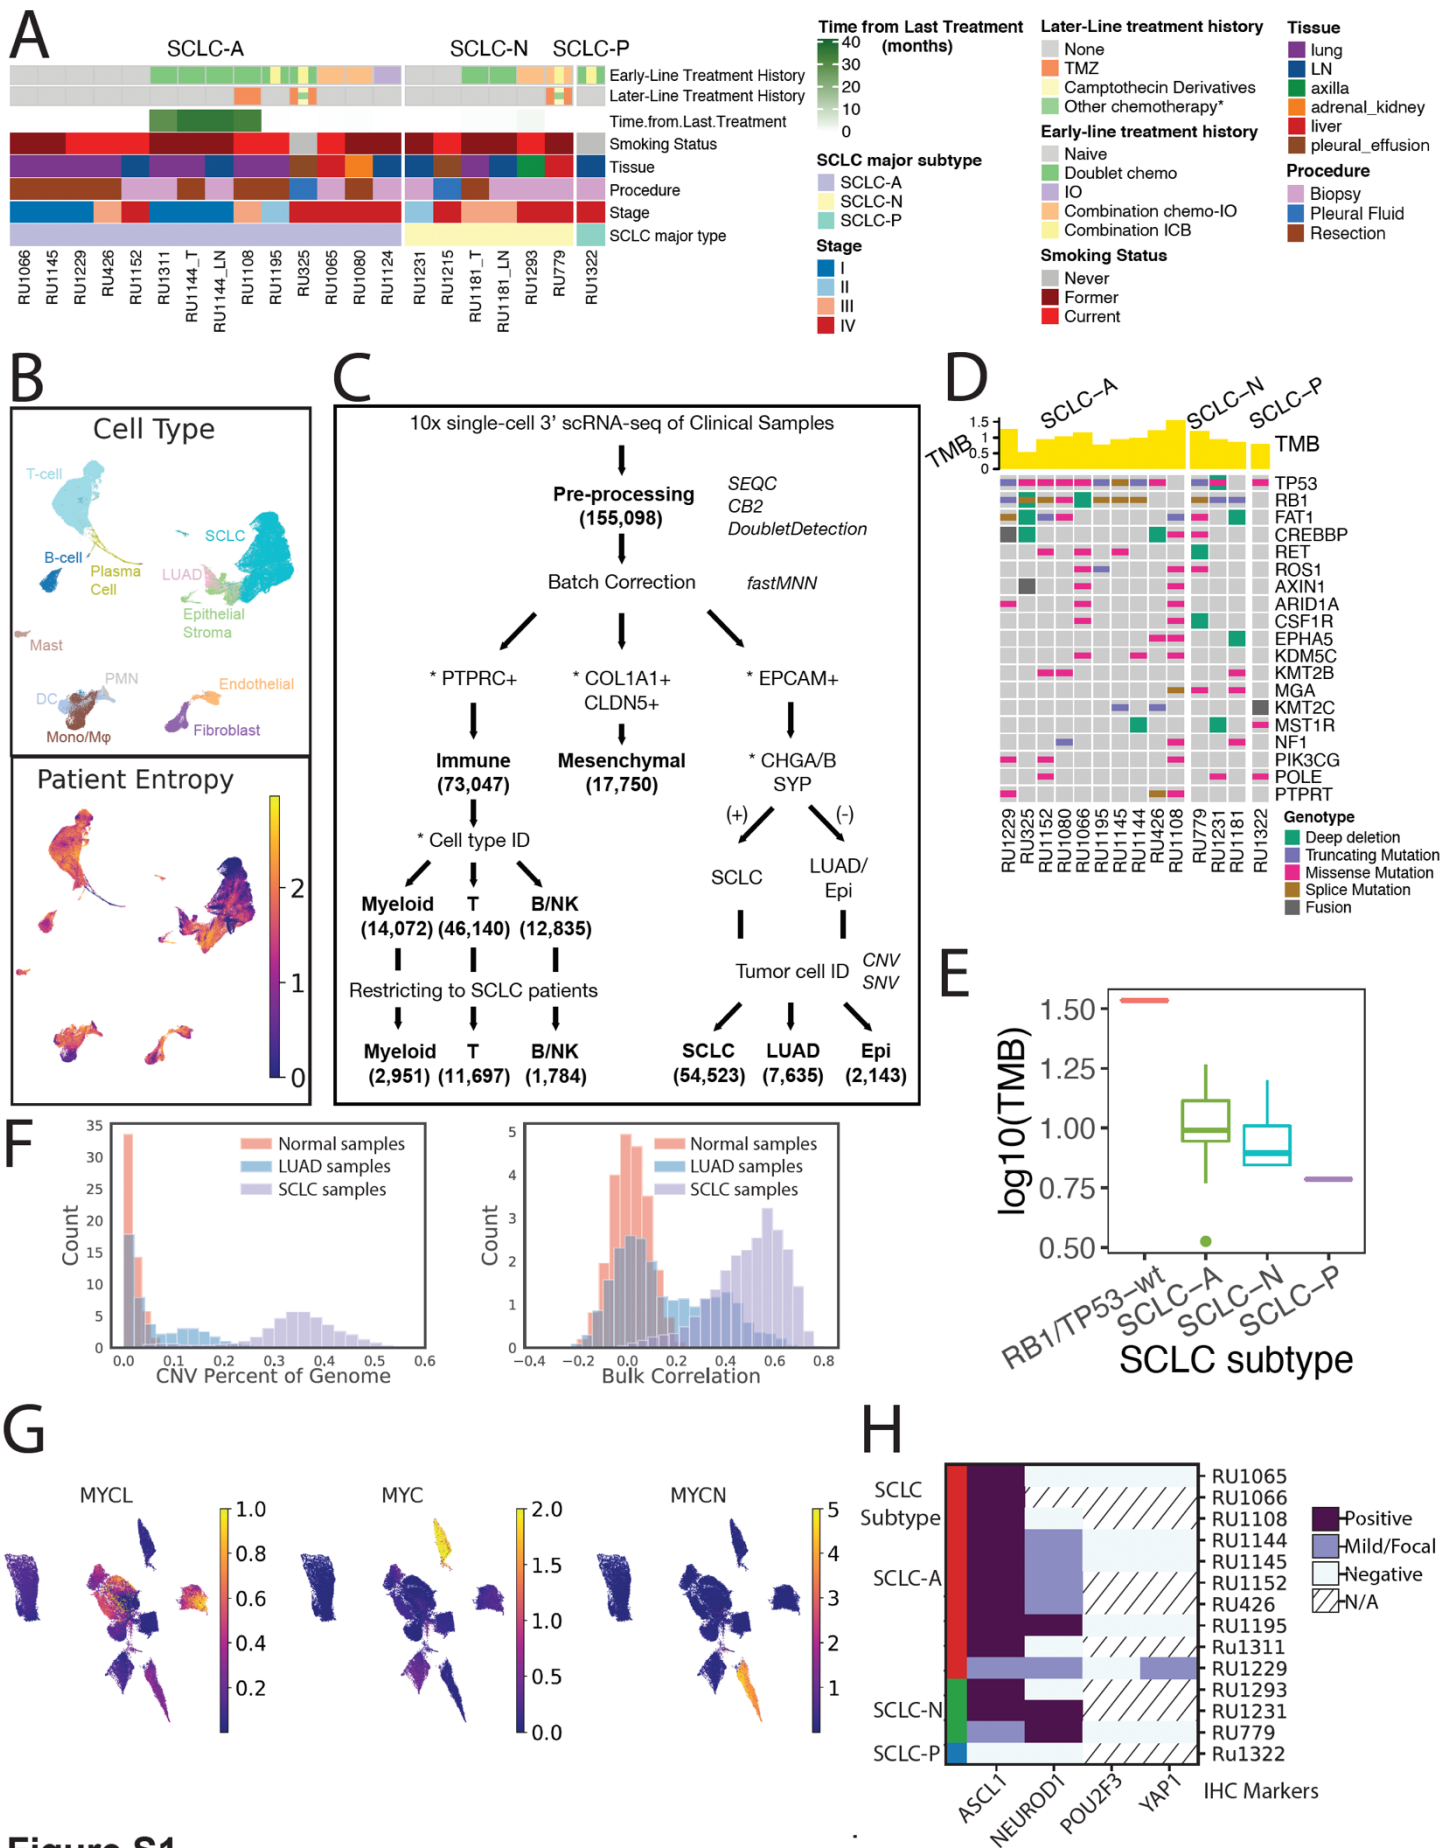 A
SCLC-A
SCLC-N
SCLC-P
Early-Line Treatment History
Later-Line Treatment History
Time.from.Last.Treatment
Smoking Status
Tissue
Procedure
Stage
SCLC major type
RU1066
RU1145
RU1229
RU426
RU1152
RU1311
RU1144_T
RU1144_LN
RU1108
RU1195
RU325
RU1065
RU1080
RU1124
RU1231
RU1215
RU1181_T
RU1181_LN
RU1293
RU779
RU1322
Time from Last Treatment
(months)
40
30
20
10
0
SCLC major subtype
SCLC-A
SCLC-N
SCLC-P
Stage
I
II
III
IV
Later-Line treatment history
None
TMZ
Camptothecin Derivatives
Other chemotherapy*
Early-line treatment history
Naive
Doublet chemo
IO
Combination chemo-IO
Combination ICB
Smoking Status
Never
Former
Current
Tissue
lung
LN
axilla
adrenal_kidney
liver
pleural_effusion
Procedure
Biopsy
Pleural Fluid
Resection
B
Cell Type
T-cell
SCLC
B-cell
Plasma
Cell
LUAD
Epithelial
Stroma
Mast
PMN
DC
Endothelial
Mono/Mφ
Fibroblast
Patient Entropy
2
1
0
C
10x single-cell 3’ scRNA-seq of Clinical Samples
Pre-processing
(155,098)
SEQC
CB2
DoubletDetection
Batch Correction
fastMNN
* PTPRC+
* COL1A1+
CLDN5+
* EPCAM+
Immune
(73,047)
Mesenchymal
(17,750)
* CHGA/B
SYP
(+)
(-)
* Cell type ID
SCLC
LUAD/
Epi
Myeloid T B/NK
(14,072) (46,140) (12,835)
Tumor cell ID
CNV
SNV
Restricting to SCLC patients
Myeloid T B/NK
(2,951) (11,697) (1,784)
SCLC LUAD Epi
(54,523) (7,635) (2,143)
D
SCLC-A
SCLC-N
SCLC-P
TMB
1.5
1
0.5
0
TMB
TP53
RB1
FAT1
CREBBP
RET
ROS1
AXIN1
ARID1A
CSF1R
EPHA5
KDM5C
KMT2B
MGA
KMT2C
MST1R
NF1
PIK3CG
POLE
PTPRT
RU1229
RU325
RU1152
RU1080
RU1066
RU1195
RU1145
RU1144
RU426
RU1108
RU779
RU1231
RU1181
RU1322
Genotype
Deep deletion
Truncating Mutation
Missense Mutation
Splice Mutation
Fusion
E
log10(TMB)
1.50
1.25
1.00
0.75
0.50
RB1/TP53-wt
SCLC-A
SCLC-N
SCLC-P
SCLC subtype
F
Count
35
30
25
20
15
10
5
0
Normal samples
LUAD samples
SCLC samples
0.0 0.1 0.2 0.3 0.4 0.5 0.6
CNV Percent of Genome
Count
5
4
3
2
1
0
Normal samples
LUAD samples
SCLC samples
−0.4 −0.2 0.0 0.2 0.4 0.6 0.8
Bulk Correlation
G
MYCL
1.0
0.8
0.6
0.4
0.2
MYC
2.0
1.5
1.0
0.5
0.0
MYCN
5
4
3
2
1
H
SCLC
Subtype
SCLC-A
SCLC-N
SCLC-P
RU1065
RU1066
RU1108
RU1144
RU1145
RU1152
RU426
RU1195
Ru1311
RU1229
RU1293
RU1231
RU779
Ru1322
Positive
Mild/Focal
Negative
N/A
ASCL1
NEUROD1
POU2F3
YAP1
IHC Markers
Figure S1